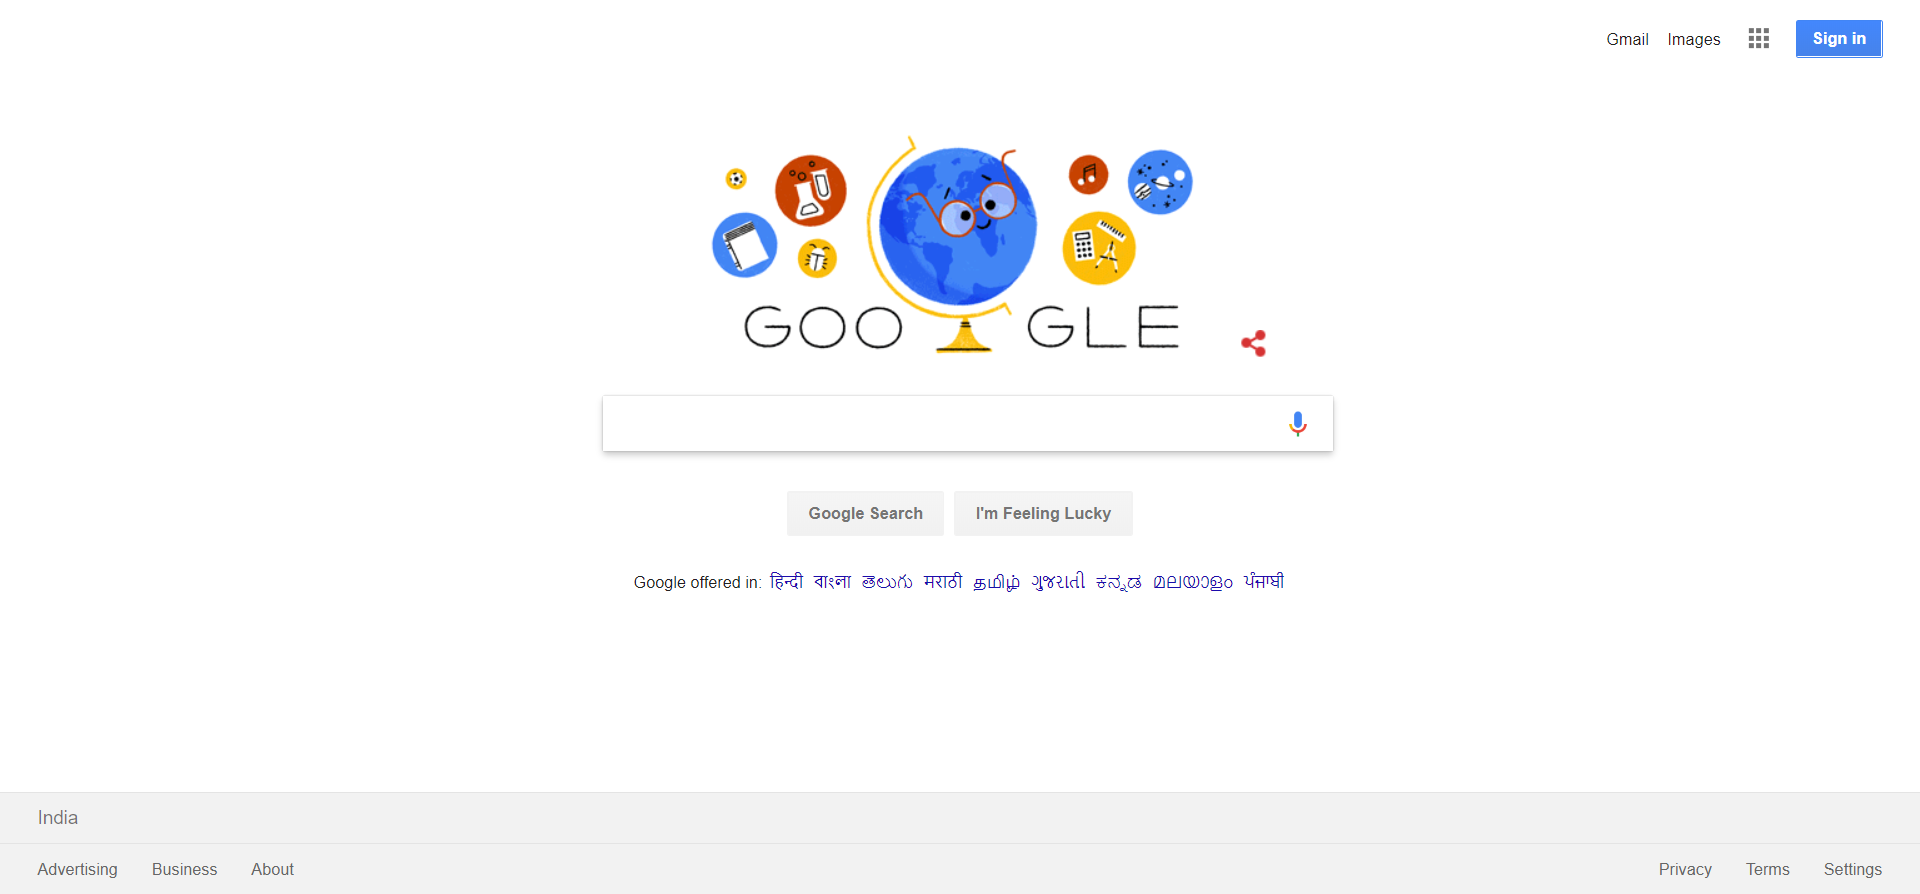 Gmail Images Sign in
GOO GLE
Google Search I'm Feeling Lucky
Google offered in: हिन्दी বাংলা తెలుగు मराठी தமிழ் ગુજરાતી ಕನ್ನಡ മലയാളം ਪੰਜਾਬੀ
India
Advertising Business About Privacy Terms Settings